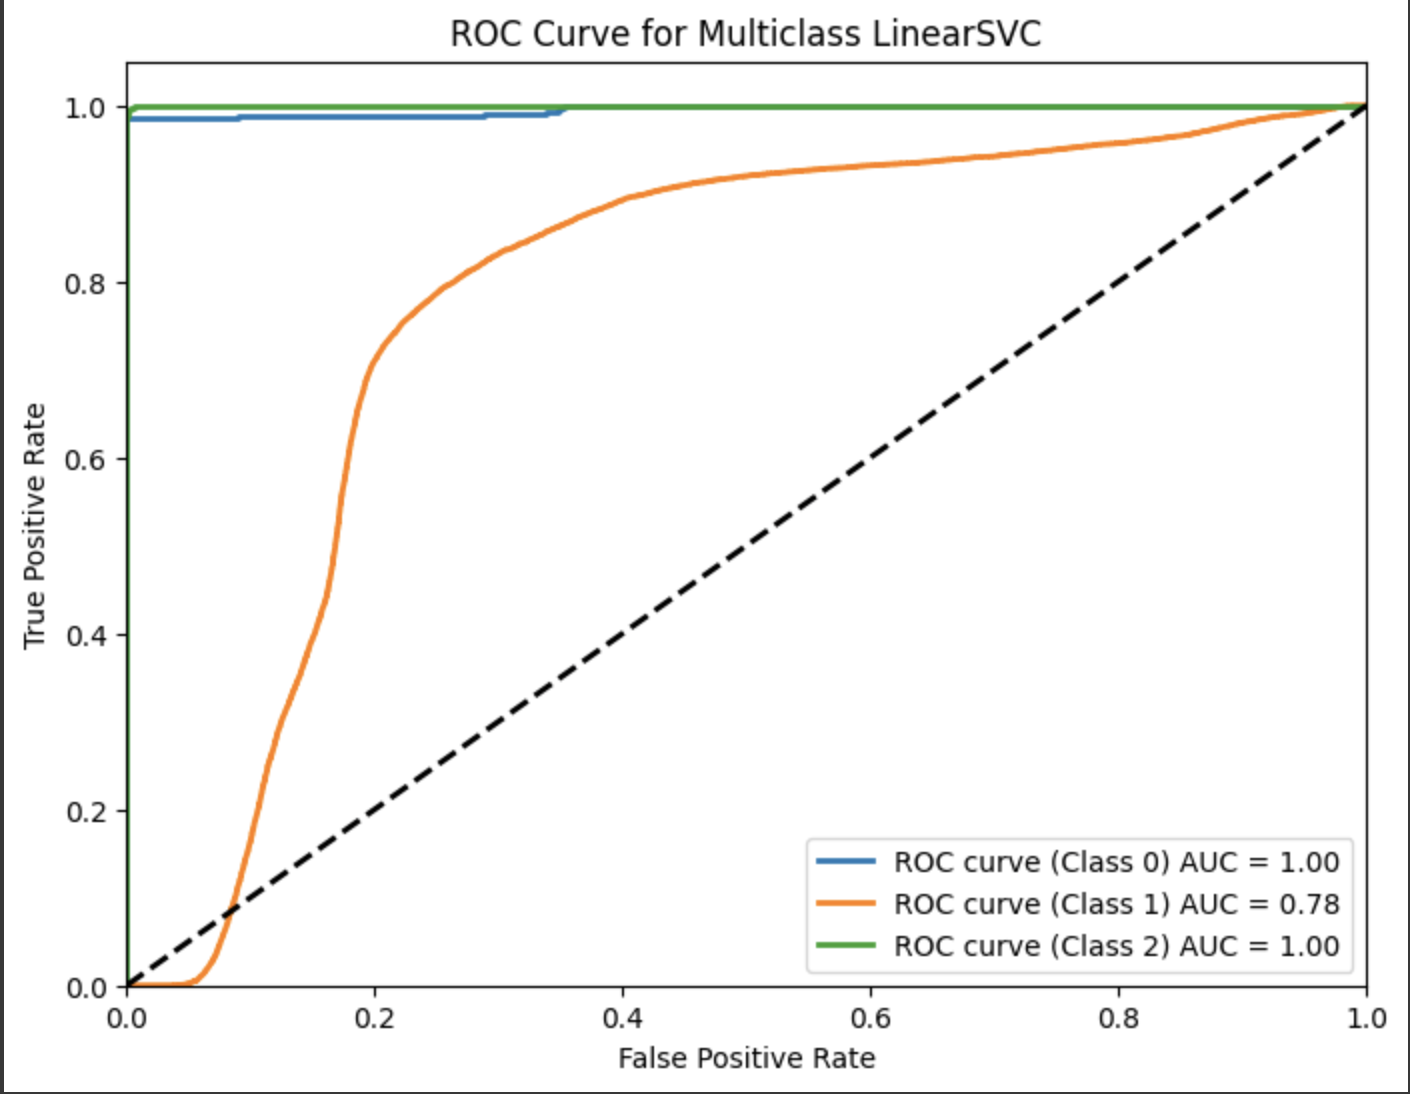 ROC Curve for Multiclass LinearSVC
True Positive Rate
1.0
0.8
0.6
0.4
0.2
0.0
ROC curve (Class 0) AUC = 1.00
ROC curve (Class 1) AUC = 0.78
ROC curve (Class 2) AUC = 1.00
0.0 0.2 0.4 0.6 0.8 1.0
False Positive Rate